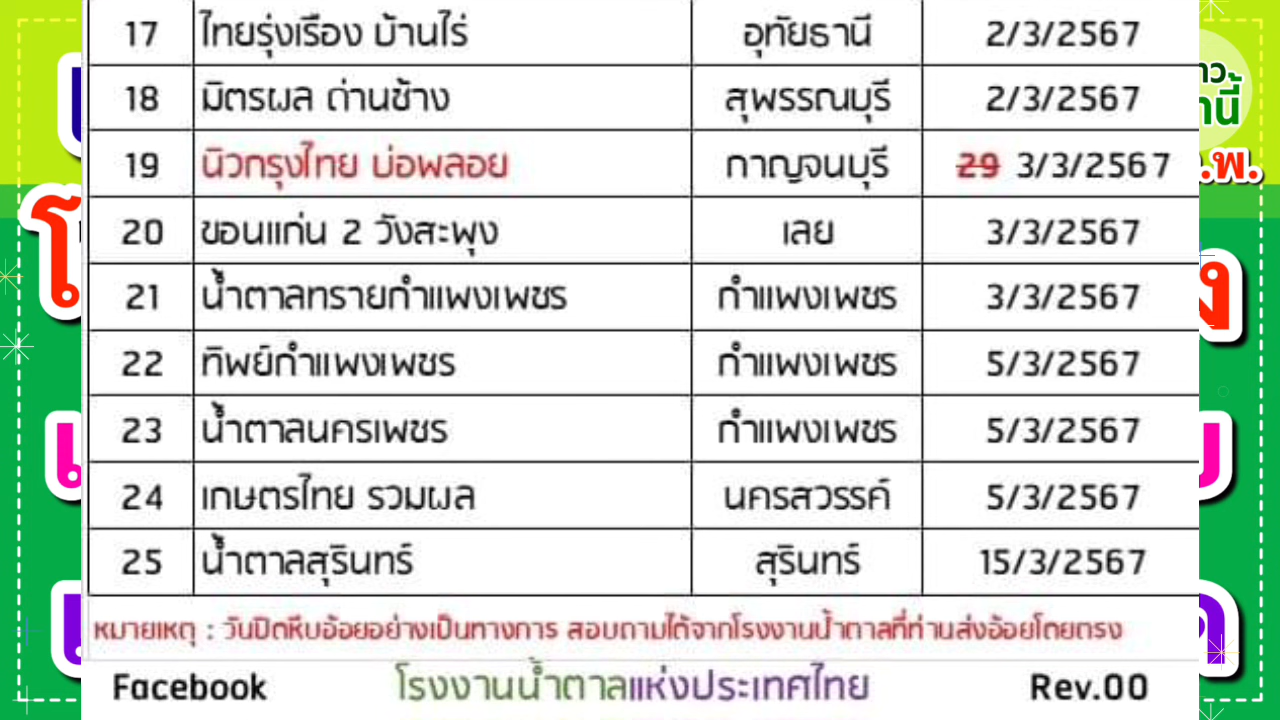 17 ไทยรุ่งเรือง บ้านไร่ อุทัยธานี 2/3/2567
18 มิตรผล ด่านช้าง สุพรรณบุรี 2/3/2567
19 นิวกรุงไทย บ่อพลอย กาญจนบุรี 29 3/3/2567
20 ขอนแก่น 2 วังสะพุง เลย 3/3/2567
21 น้ำตาลทรายกำแพงเพชร กำแพงเพชร 3/3/2567
22 ทิพย์กำแพงเพชร กำแพงเพชร 5/3/2567
23 น้ำตาลนครเพชร กำแพงเพชร 5/3/2567
24 เกษตรไทย รวมผล นครสวรรค์ 5/3/2567
25 น้ำตาลสุรินทร์ สุรินทร์ 15/3/2567
หมายเหตุ : วันปิดหีบอ้อยอย่างเป็นทางการ สอบถามได้จากโรงงานน้ำตาลที่ท่านส่งอ้อยโดยตรง
Facebook โรงงานน้ำตาลแห่งประเทศไทย Rev.00